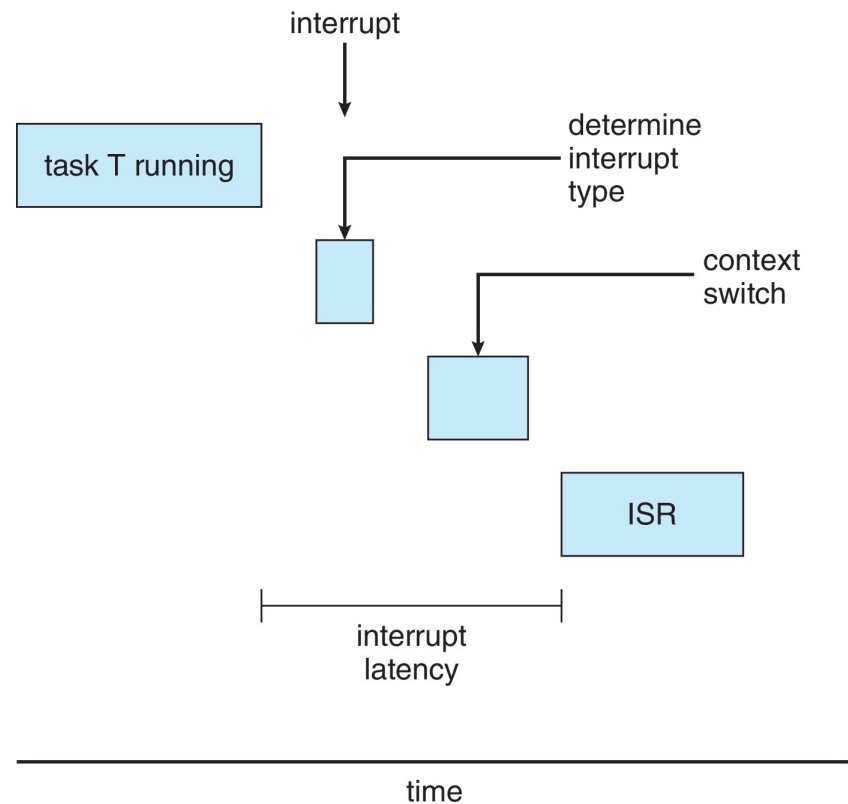 interrupt
task T running
determine
interrupt
type
context
switch
ISR
interrupt
latency
time